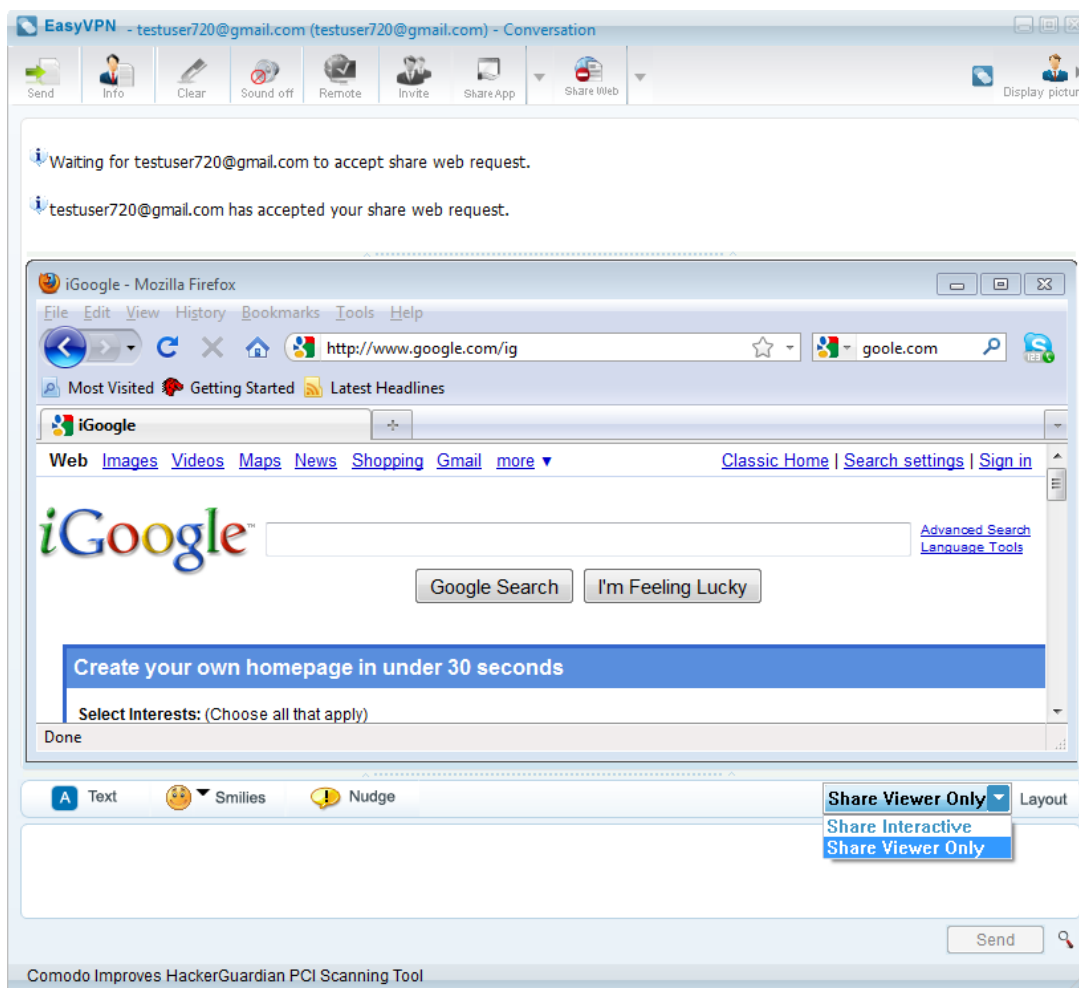 EasyVPN - testuser720@gmail.com (testuser720@gmail.com) - Conversation
Send Info Clear Sound off Remote Invite Share App Share Web Display pictur
Waiting for testuser720@gmail.com to accept share web request.
testuser720@gmail.com has accepted your share web request.
iGoogle - Mozilla Firefox
File Edit View History Bookmarks Tools Help
http://www.google.com/ig goole.com
Most Visited Getting Started Latest Headlines
iGoogle
Web Images Videos Maps News Shopping Gmail more ▼ Classic Home | Search settings | Sign in
iGoogle™ Advanced Search
Language Tools
Google Search I'm Feeling Lucky
Create your own homepage in under 30 seconds
Select Interests: (Choose all that apply)
Done
A Text Smilies Nudge Share Viewer Only Layout
Share Interactive
Share Viewer Only
Send
Comodo Improves HackerGuardian PCI Scanning Tool